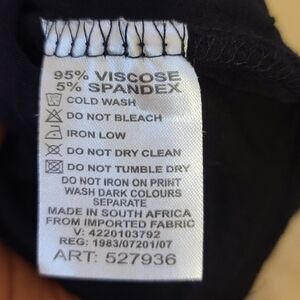 95% VISCOSE
5% SPANDEX
COLD WASH
DO NOT BLEACH
IRON LOW
DO NOT DRY CLEAN
DO NOT TUMBLE DRY
DO NOT IRON ON PRINT
WASH DARK COLOURS
SEPARATE
MADE IN SOUTH AFRICA
FROM IMPORTED FABRIC
V: 4220103792
REG: 1983/07201/07
ART: 527936